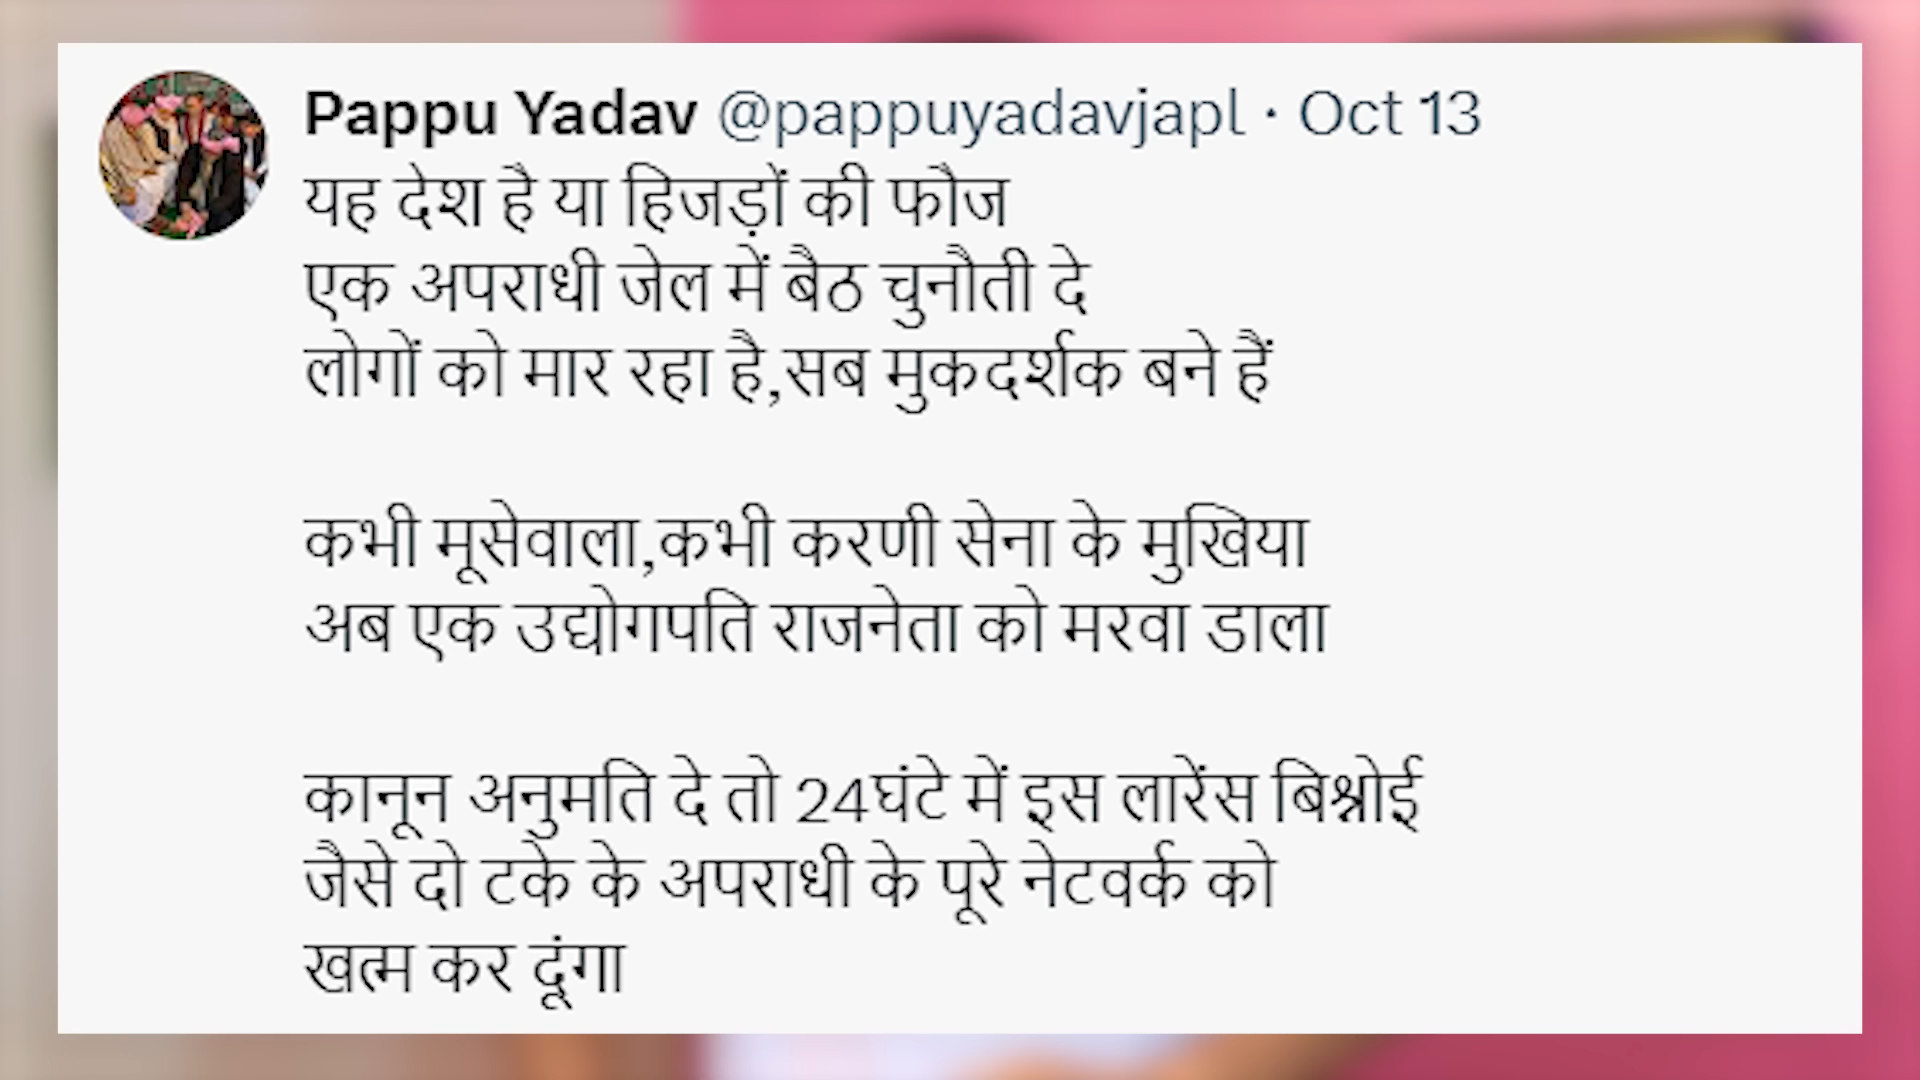 Pappu Yadav @pappuyadavjapl · Oct 13
यह देश है या हिजड़ों की फौज
एक अपराधी जेल में बैठ चुनौती दे
लोगों को मार रहा है,सब मुकदर्शक बने हैं
कभी मूसेवाला,कभी करणी सेना के मुखिया
अब एक उद्योगपति राजनेता को मरवा डाला
कानून अनुमति दे तो 24घंटे में इस लारेंस बिश्नोई
जैसे दो टके के अपराधी के पूरे नेटवर्क को
खत्म कर दूंगा